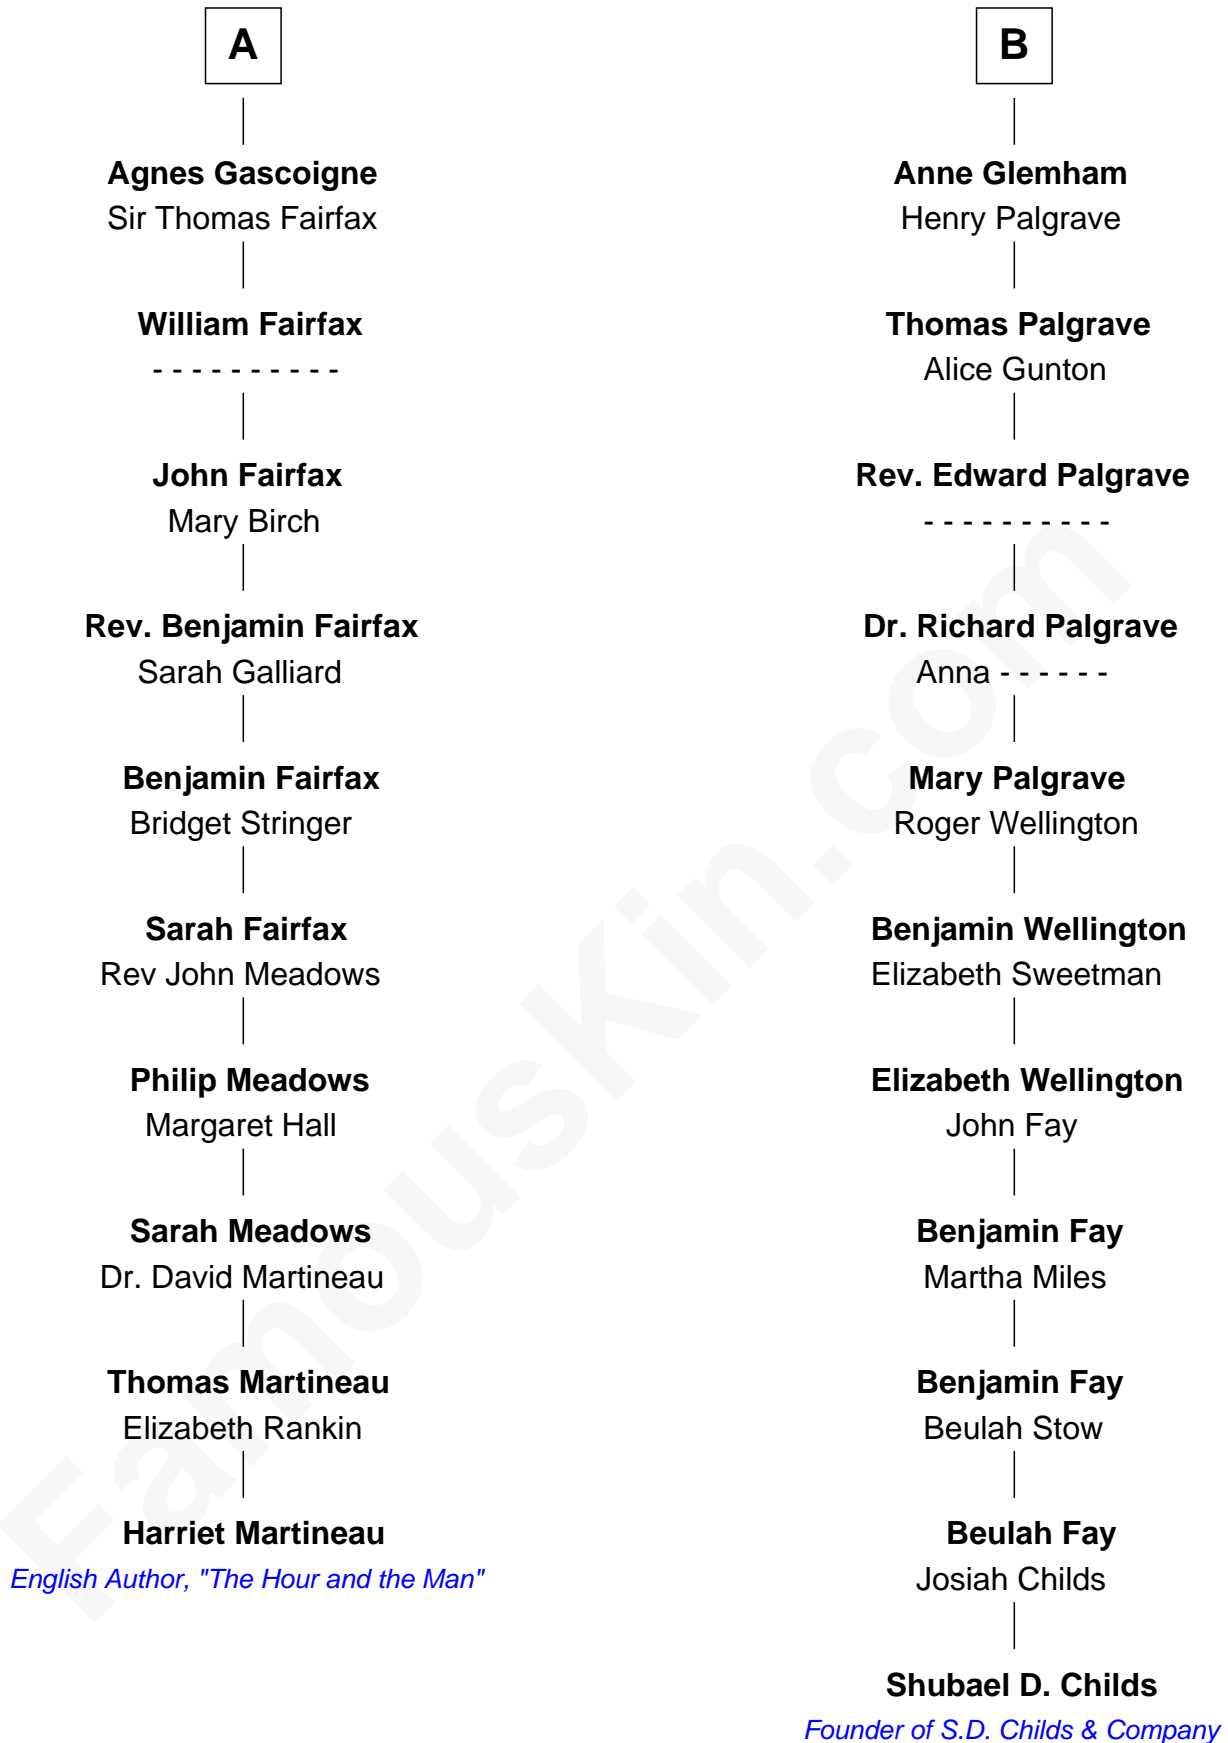 A
Agnes Gascoigne
Sir Thomas Fairfax
William Fairfax
- - - - - - - - - -
John Fairfax
Mary Birch
Rev. Benjamin Fairfax
Sarah Galliard
Benjamin Fairfax
Bridget Stringer
Sarah Fairfax
Rev John Meadows
Philip Meadows
Margaret Hall
Sarah Meadows
Dr. David Martineau
Thomas Martineau
Elizabeth Rankin
Harriet Martineau
English Author, "The Hour and the Man"
B
Anne Glemham
Henry Palgrave
Thomas Palgrave
Alice Gunton
Rev. Edward Palgrave
- - - - - - - - - -
Dr. Richard Palgrave
Anna - - - - - -
Mary Palgrave
Roger Wellington
Benjamin Wellington
Elizabeth Sweetman
Elizabeth Wellington
John Fay
Benjamin Fay
Martha Miles
Benjamin Fay
Beulah Stow
Beulah Fay
Josiah Childs
Shubael D. Childs
Founder of S.D. Childs & Company
FamousKin.com